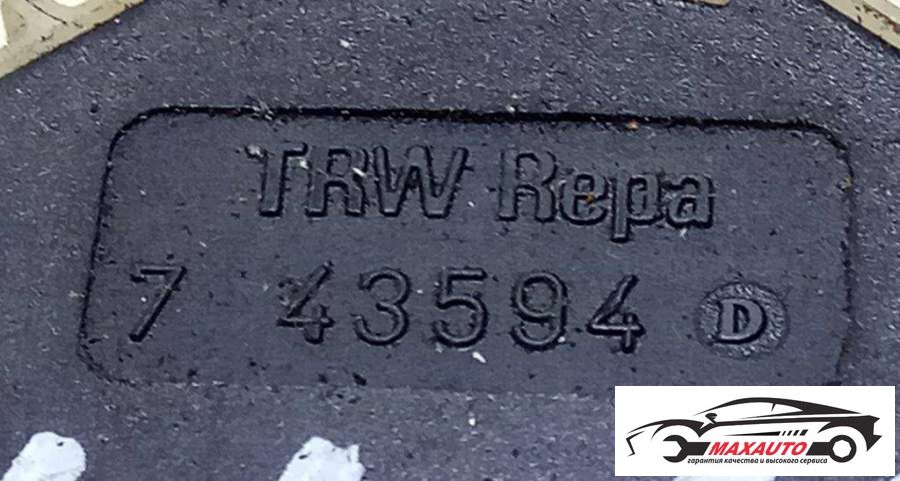 TRW Repa
7 43594 D
MAXAUTO
гарантия качества и высокого сервиса